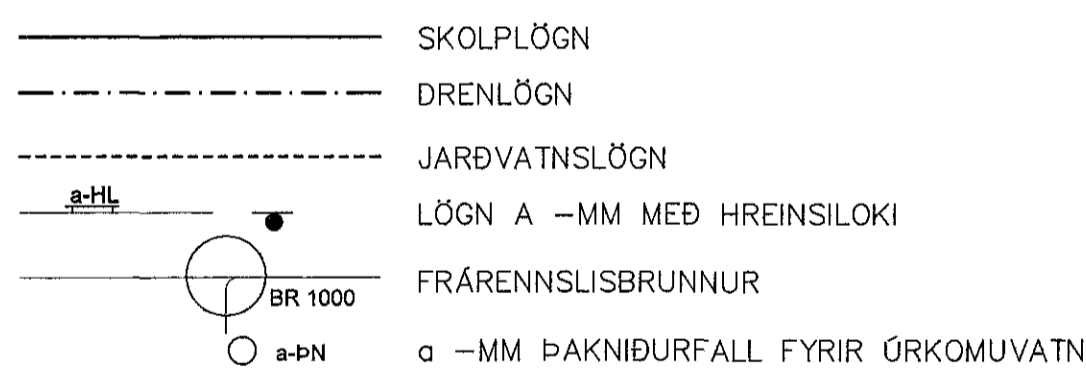 SKOLPLÖGN
DRENLÖGN
JARÐVATNSLÖGN
a-HL LÖGN A -MM MEÐ HREINSILOKI
BR 1000 FRÁRENNSLISBRUNNUR
a-ÞN a -MM ÞAKNIÐURFALL FYRIR ÚRKOMUVATN